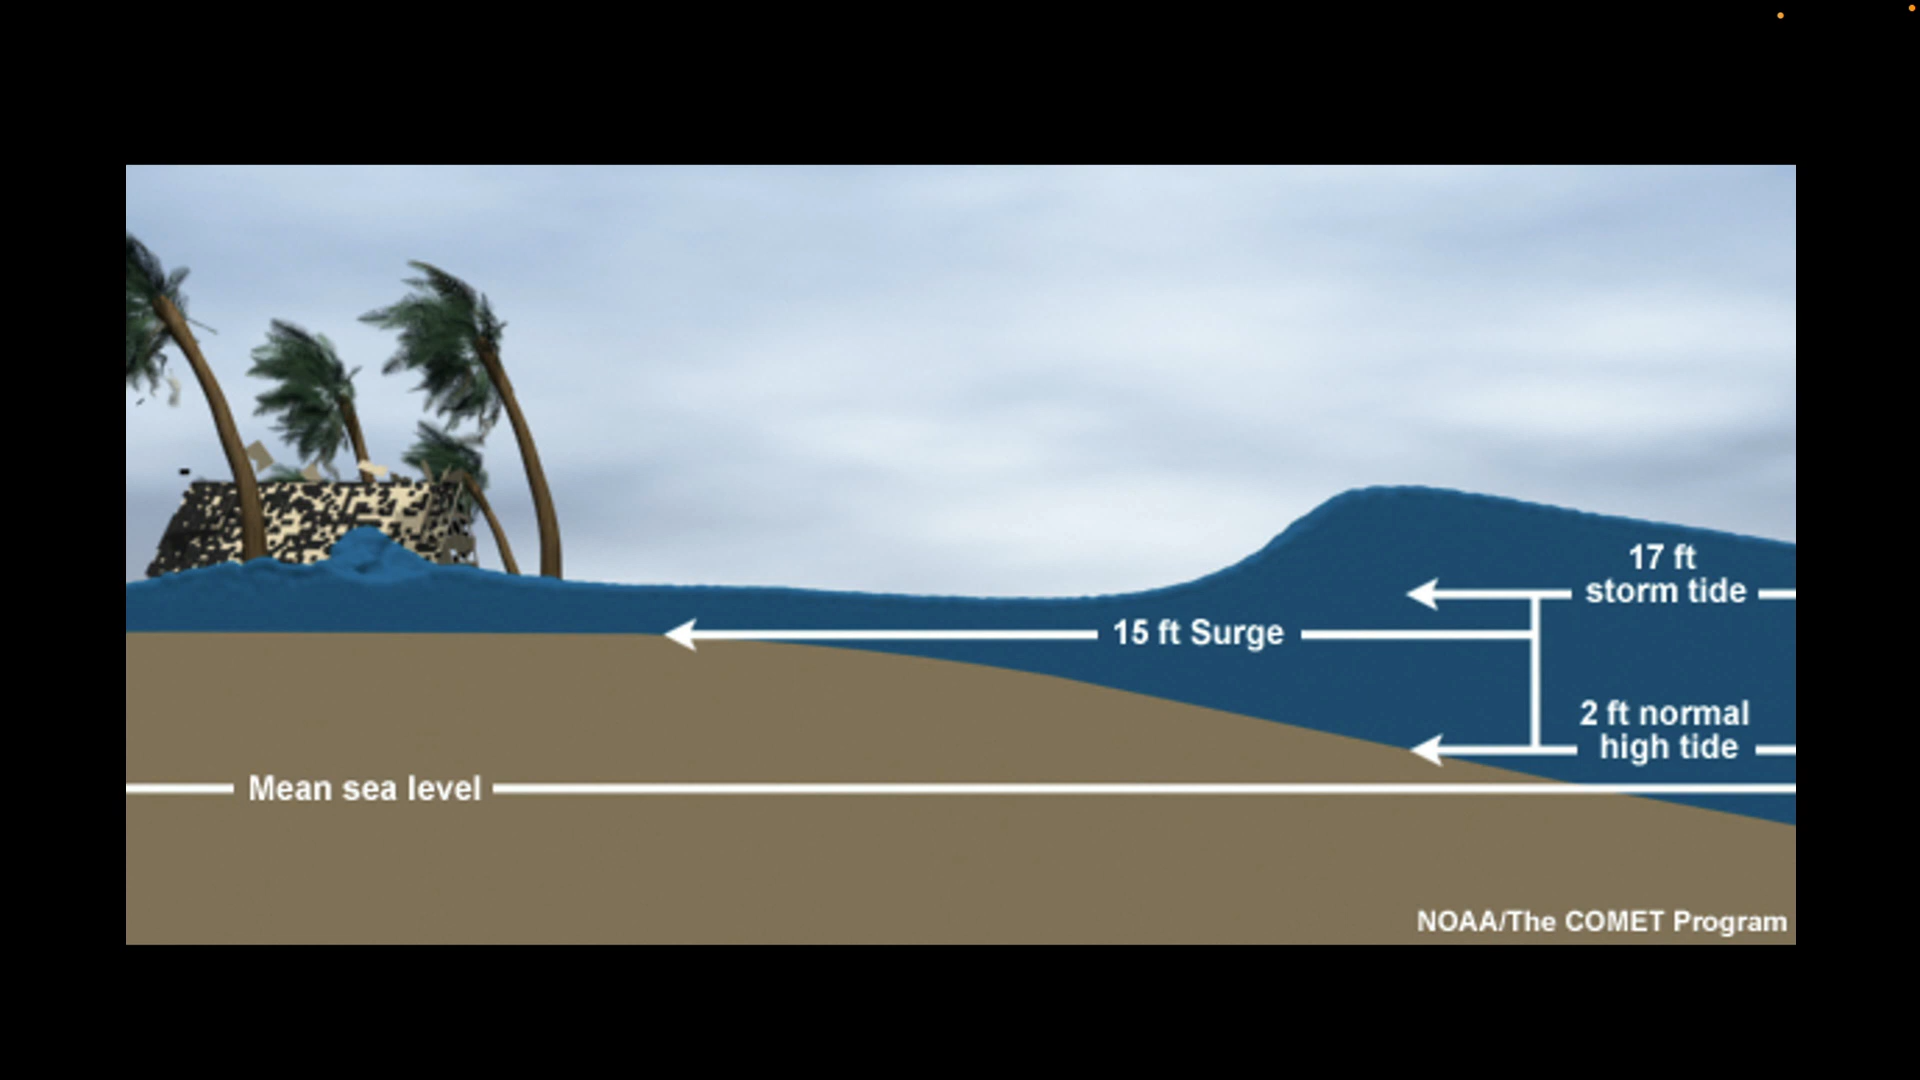 17 ft
storm tide
15 ft Surge
2 ft normal
high tide
Mean sea level
NOAA/The COMET Program